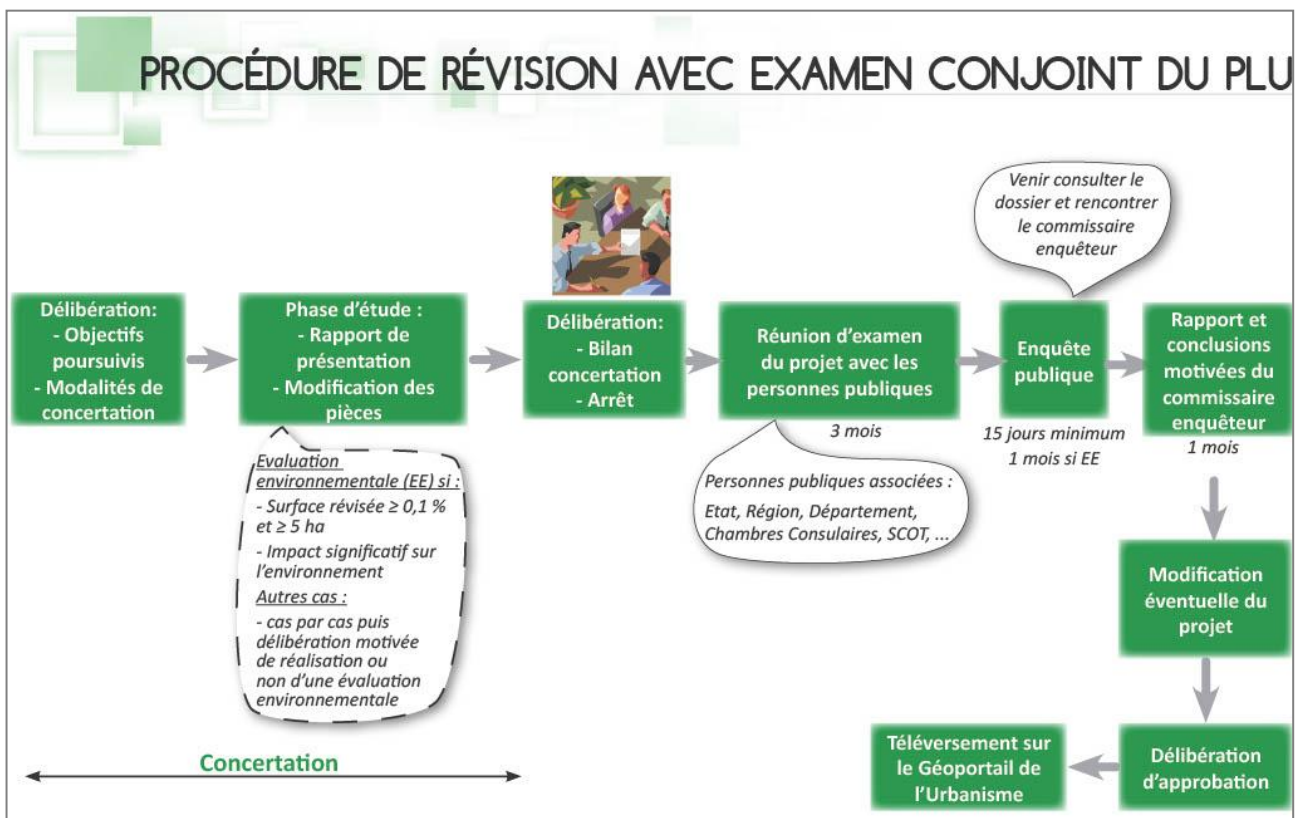 PROCÉDURE DE RÉVISION AVEC EXAMEN CONJOINT DU PLU
Venir consulter le
dossier et rencontrer
le commissaire
enquêteur
Délibération:
- Objectifs
poursuivis
- Modalités de
concertation
Phase d'étude :
- Rapport de
présentation
- Modification des
pièces
Délibération:
- Bilan
concertation
- Arrêt
Réunion d'examen
du projet avec les
personnes publiques
Enquête
publique
Rapport et
conclusions
motivées du
commissaire
enquêteur
3 mois
15 jours minimum
1 mois si EE
1 mois
Evaluation
environnementale (EE) si :
- Surface révisée ≥ 0,1 %
et ≥ 5 ha
- Impact significatif sur
l'environnement
Autres cas :
- cas par cas puis
délibération motivée
de réalisation ou
non d'une évaluation
environnementale
Personnes publiques associées :
Etat, Région, Département,
Chambres Consulaires, SCOT, ...
Modification
éventuelle du
projet
Délibération
d'approbation
Téléversement sur
le Géoportail de
l'Urbanisme
Concertation